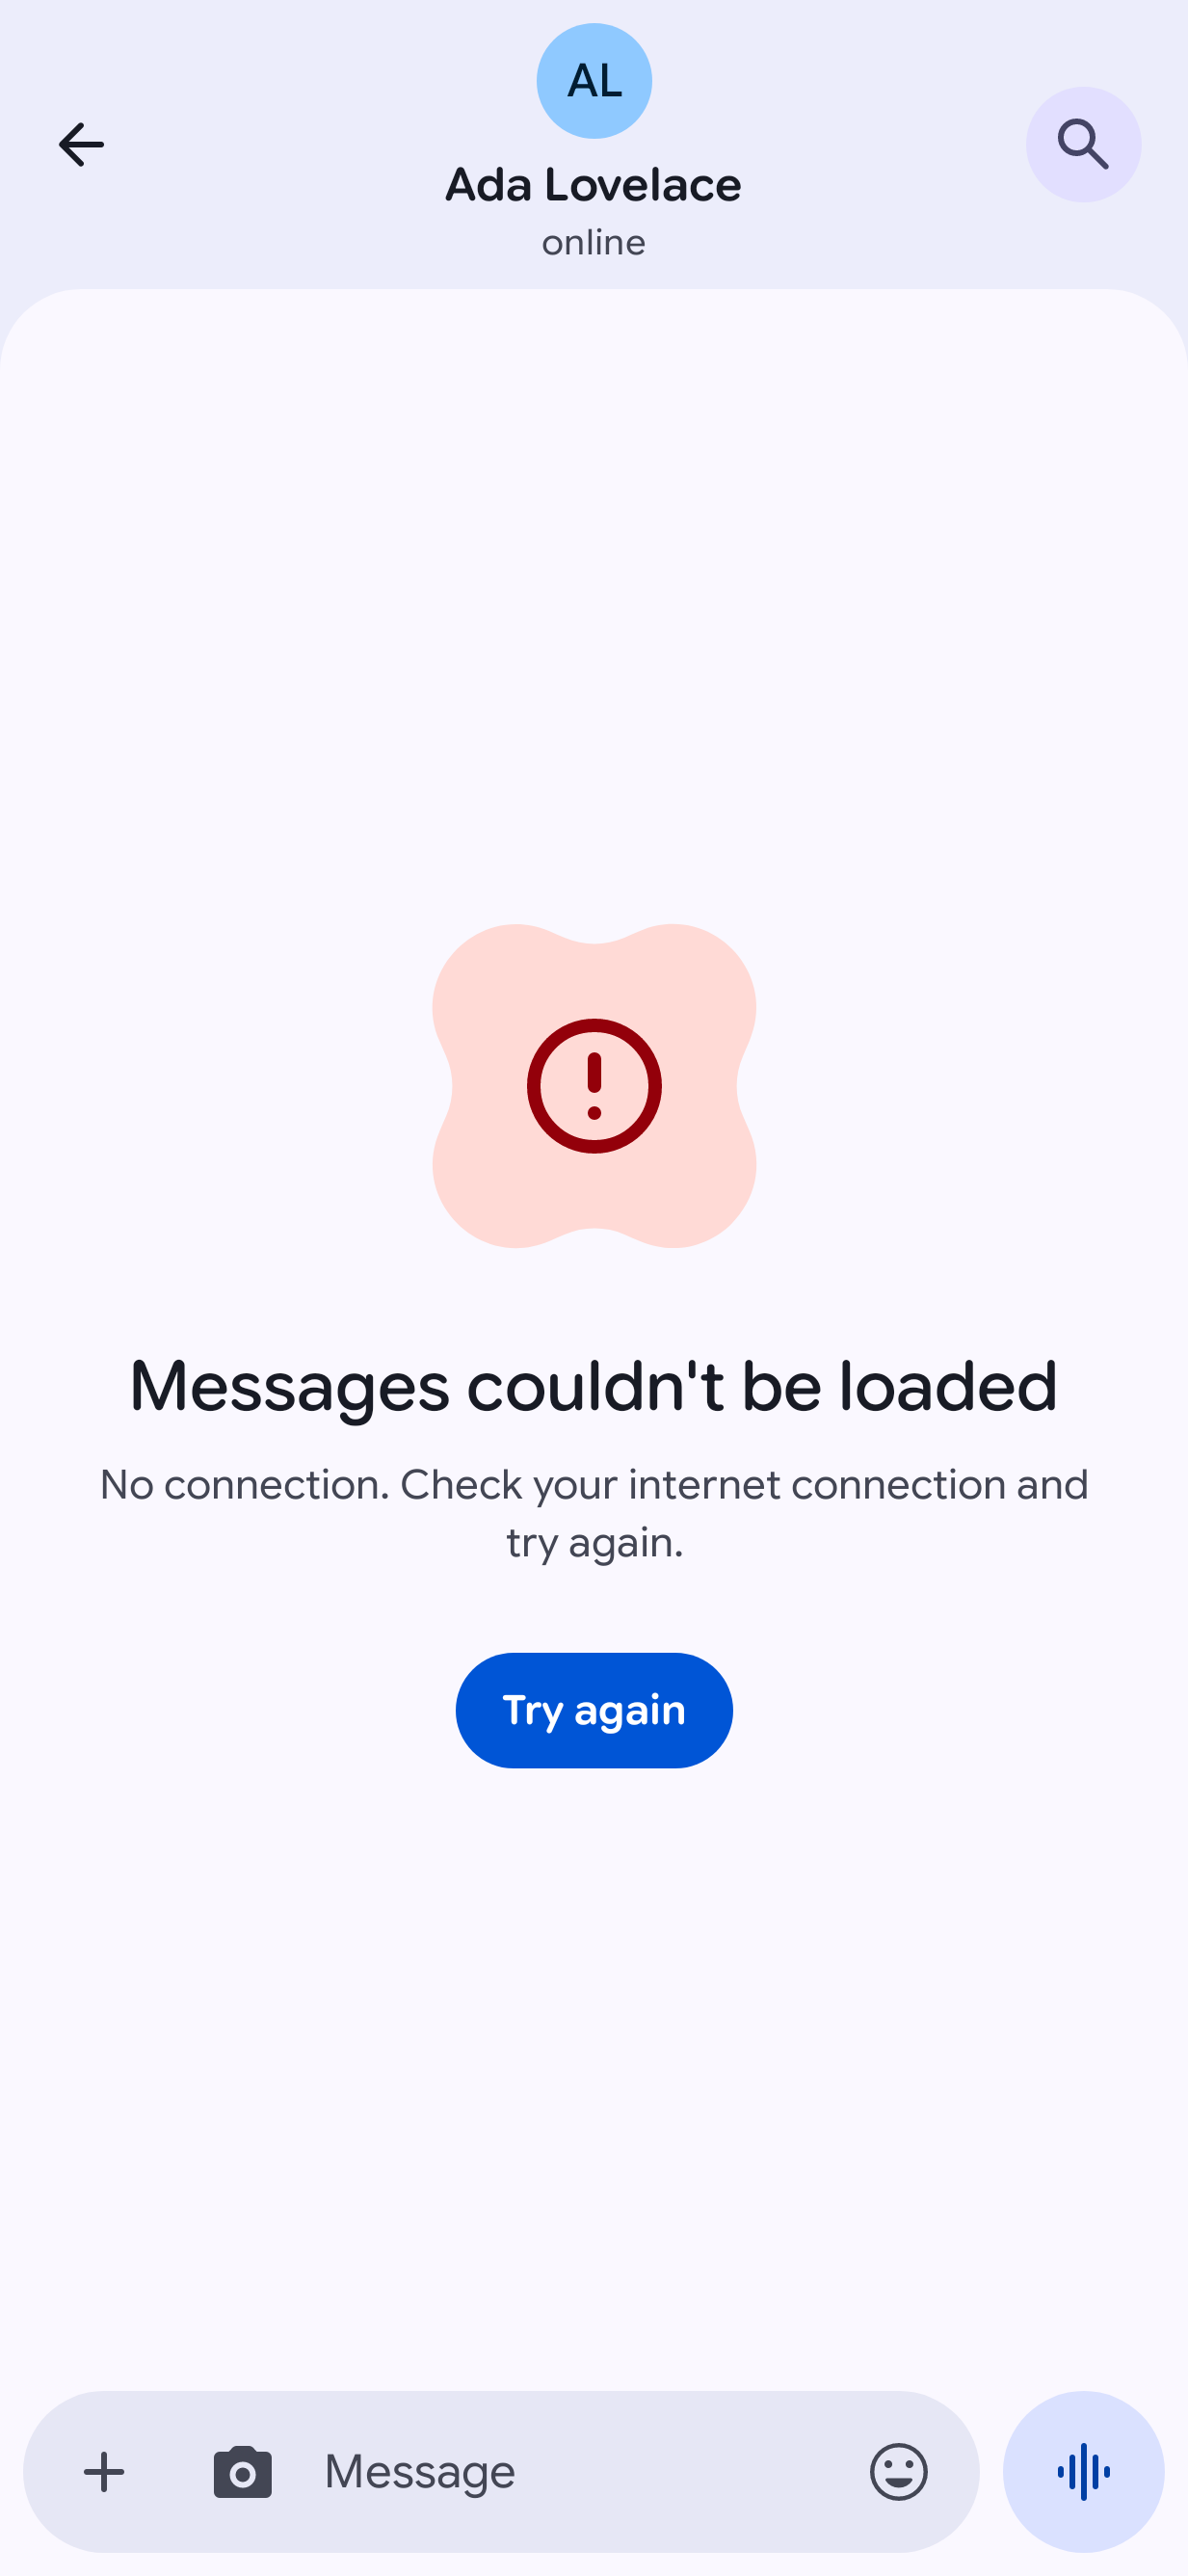 AL
Ada Lovelace
online
Messages couldn't be loaded
No connection. Check your internet connection and
try again.
Try again
Message